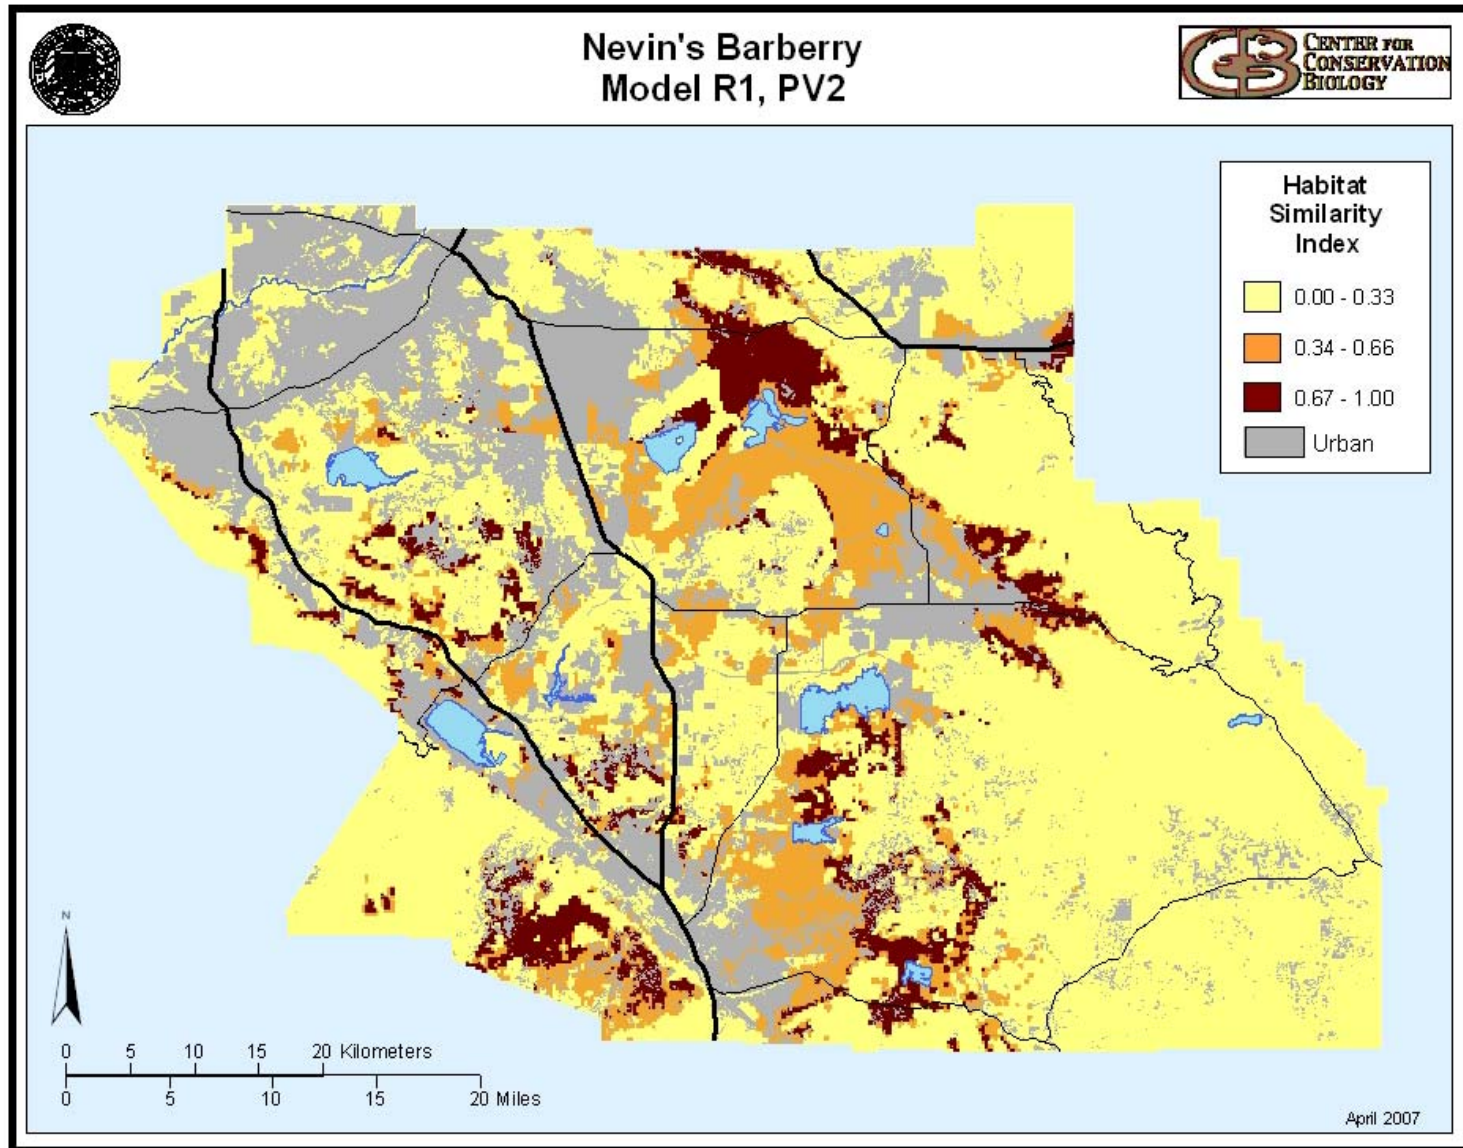 Nevin's Barberry
Model R1, PV2
CENTER FOR
CONSERVATION
BIOLOGY
Habitat
Similarity
Index
0.00 - 0.33
0.34 - 0.66
0.67 - 1.00
Urban
N
0 5 10 15 20 Kilometers
0 5 10 15 20 Miles
April 2007